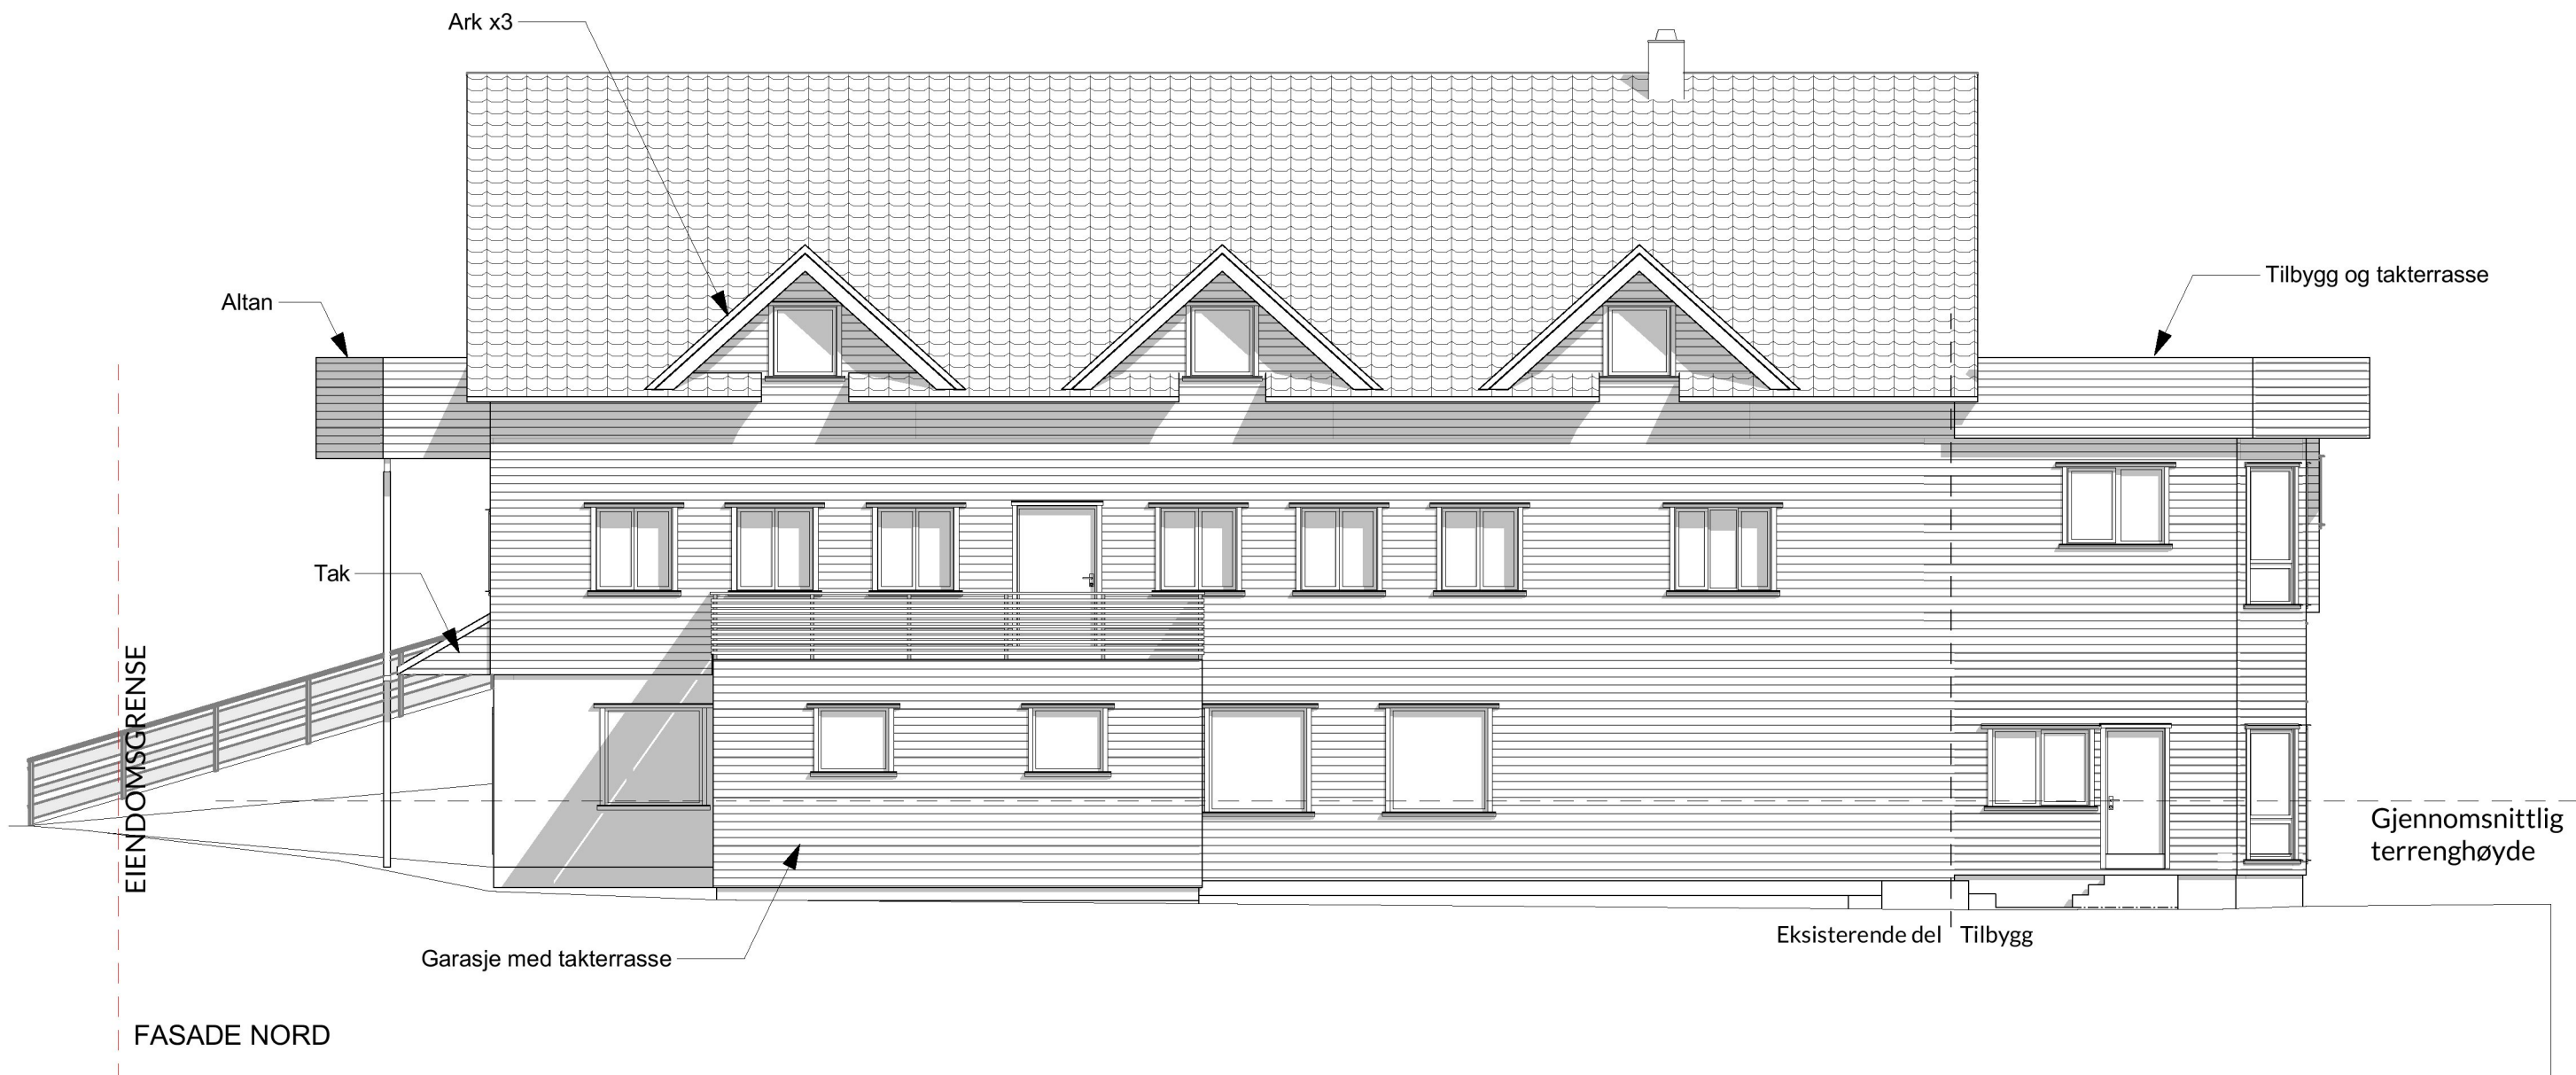 Ark x3
Altan
Tilbygg og takterrasse
Tak
EIENDOMSGRENSE
Gjennomsnittlig
terrenghøyde
Eksisterende del
Tilbygg
Garasje med takterrasse
FASADE NORD